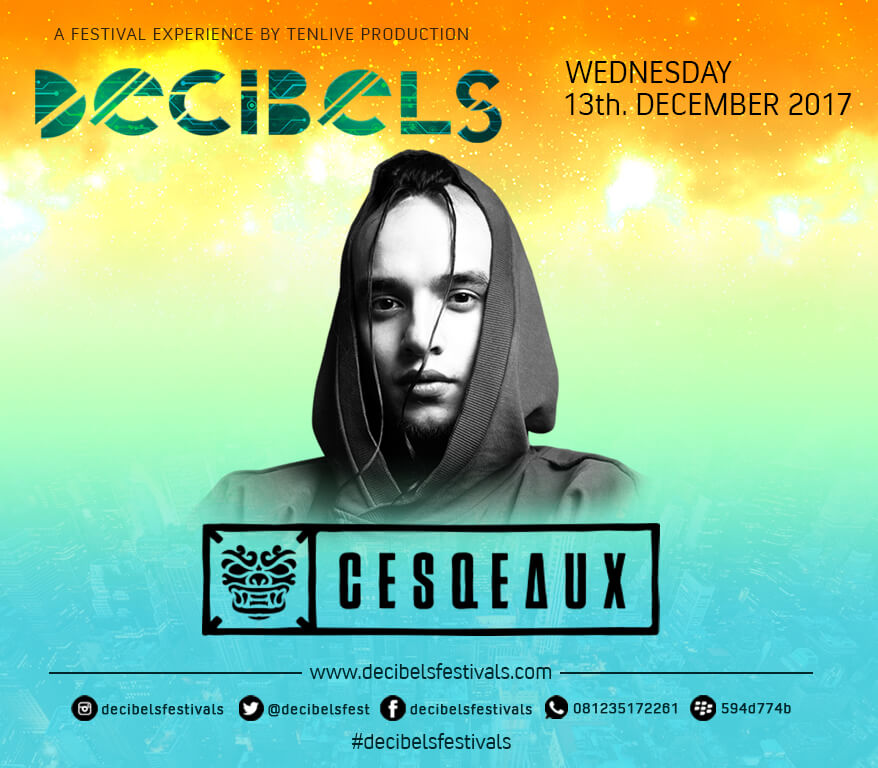 A FESTIVAL EXPERIENCE BY TENLIVE PRODUCTION
DECIBELS
WEDNESDAY
13th. DECEMBER 2017
CESQEAUX
www.decibelsfestivals.com
decibelsfestivals @decibelsfest decibelsfestivals 081235172261 594d774b
#decibelsfestivals